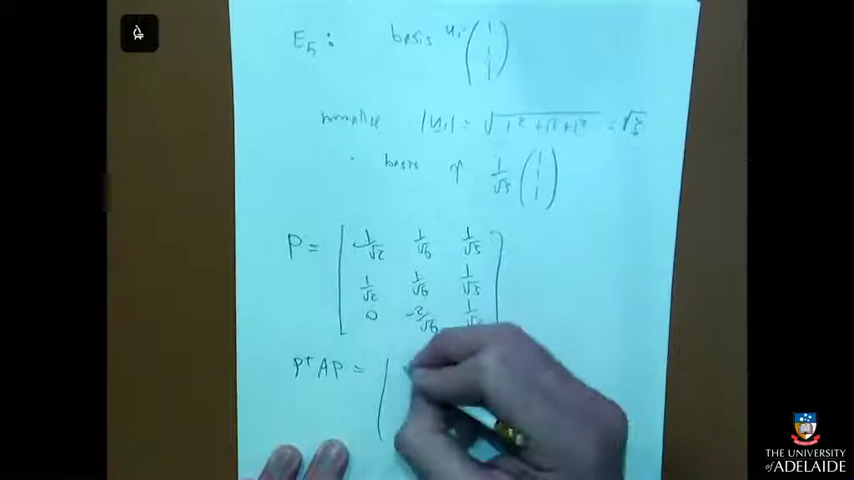 E₅: basis u₁ = (1 1 1)
normalise |u₁| = √1²+1²+1² = √3
basis of 1/√3 (1 1 1)
P = [ -1/√2 1/√6 1/√3
1/√2 1/√6 1/√3
0 -2/√6 1/√3
PᵀAP = (
THE UNIVERSITY
of ADELAIDE